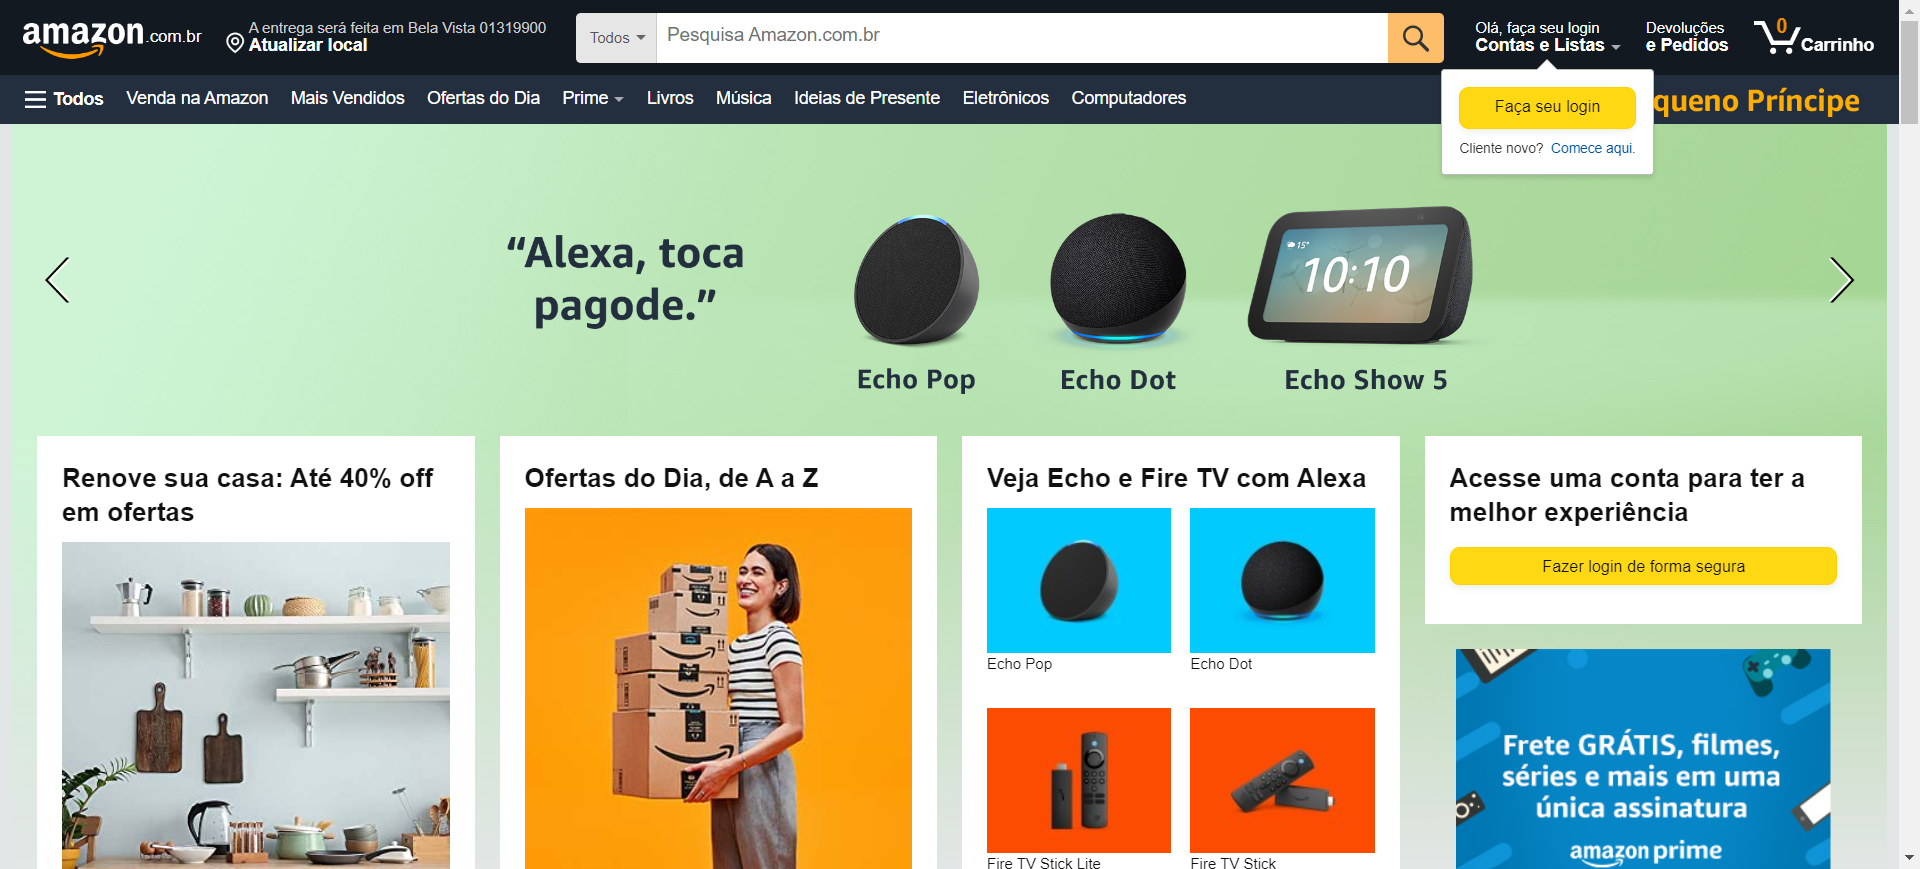 amazon.com.br
A entrega será feita em Bela Vista 01319900
Atualizar local
Todos
Pesquisa Amazon.com.br
Olá, faça seu login
Contas e Listas
Devoluções
e Pedidos
0
Carrinho
Todos
Venda na Amazon
Mais Vendidos
Ofertas do Dia
Prime
Livros
Música
Ideias de Presente
Eletrônicos
Computadores
queno Príncipe
Faça seu login
Cliente novo? Comece aqui.
“Alexa, toca
pagode.”
15°
10:10
Echo Pop
Echo Dot
Echo Show 5
Renove sua casa: Até 40% off
em ofertas
Ofertas do Dia, de A a Z
Veja Echo e Fire TV com Alexa
Echo Pop
Echo Dot
Fire TV Stick Lite
Fire TV Stick
Acesse uma conta para ter a
melhor experiência
Fazer login de forma segura
Frete GRÁTIS, filmes,
séries e mais em uma
única assinatura
amazon prime